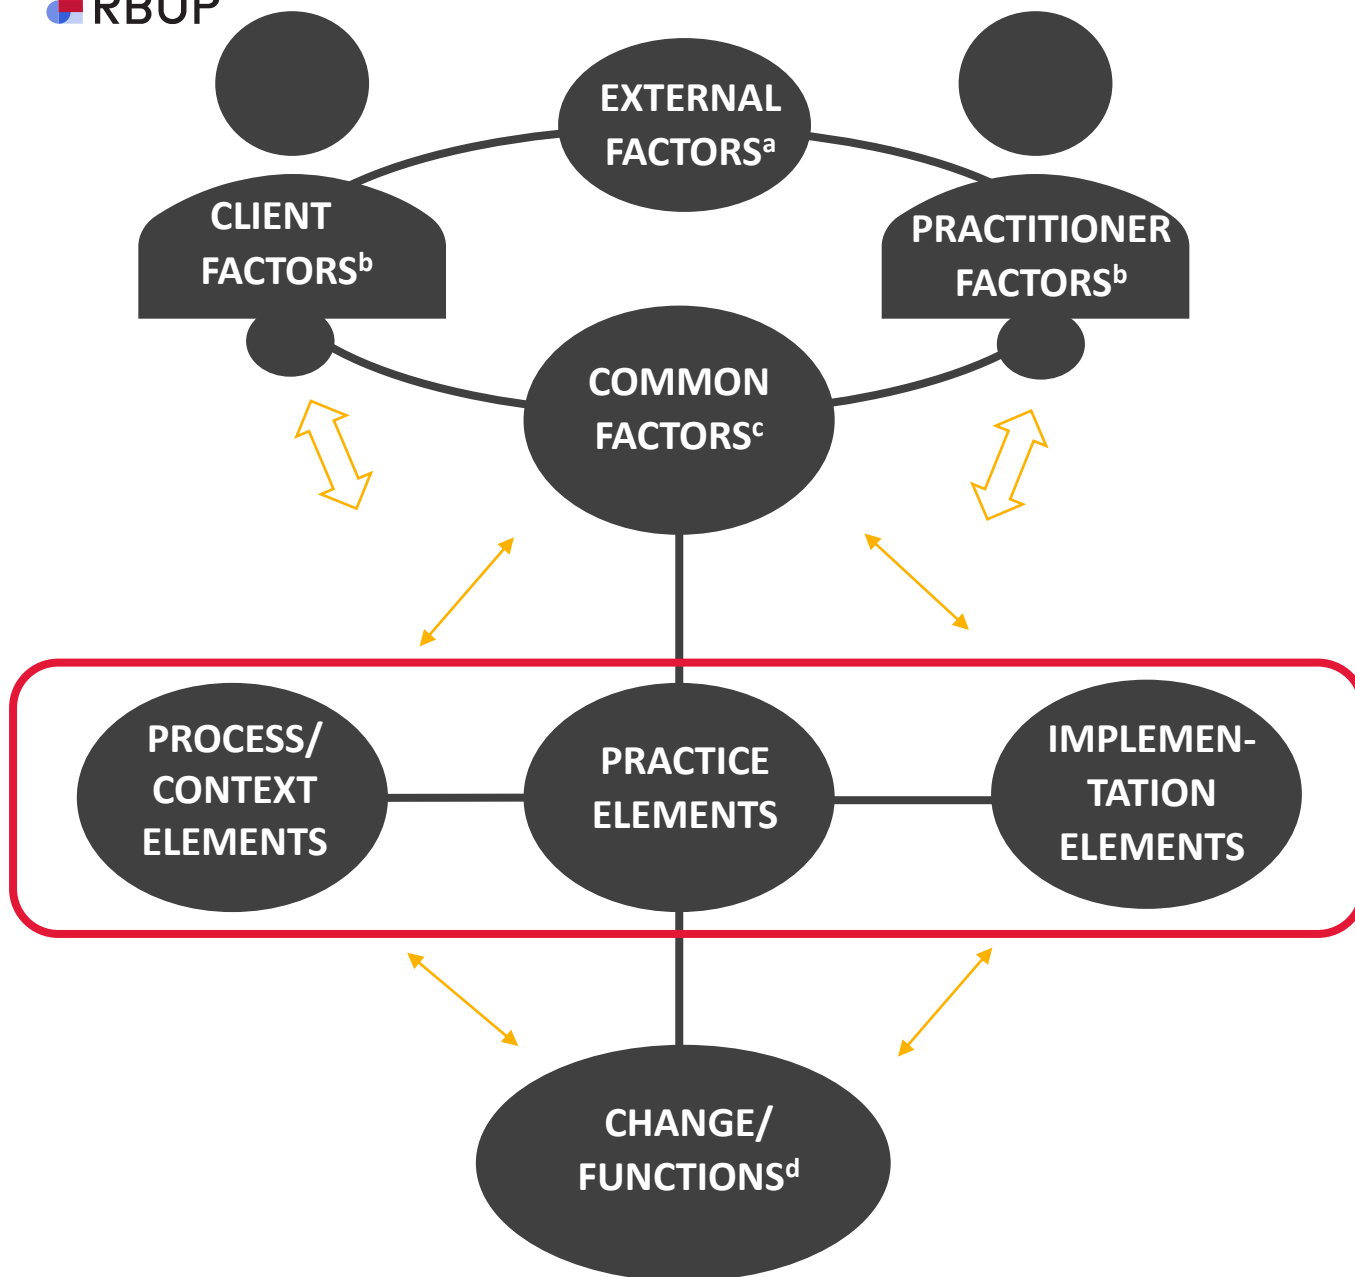 RBUP
EXTERNAL
FACTORSᵃ
CLIENT
FACTORSᵇ
PRACTITIONER
FACTORSᵇ
COMMON
FACTORSᶜ
PROCESS/
CONTEXT
ELEMENTS
PRACTICE
ELEMENTS
IMPLEMEN-
TATION
ELEMENTS
CHANGE/
FUNCTIONSᵈ